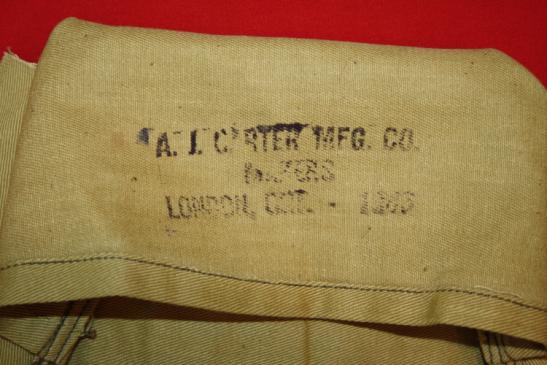 A. J. CARTER MFG. CO.
MAKERS
LONDON, ONT. -